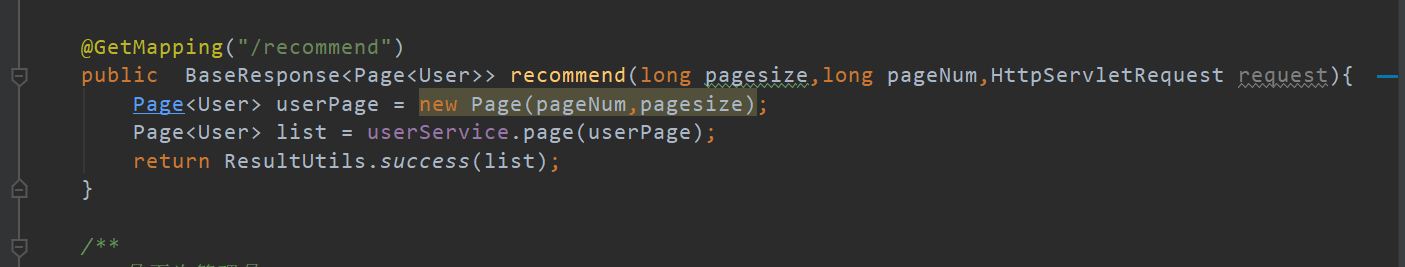 @GetMapping("/recommend")
public  BaseResponse<Page<User>> recommend(long pagesize,long pageNum,HttpServletRequest request){
Page<User> userPage = new Page(pageNum,pagesize);
Page<User> list = userService.page(userPage);
return ResultUtils.success(list);
}
/**